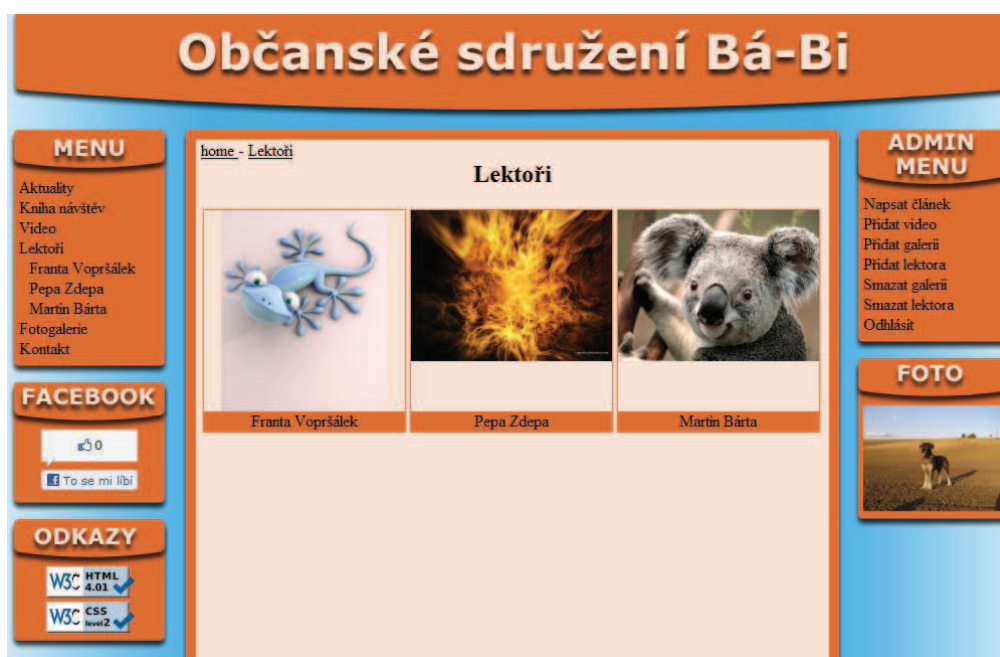 Občanské sdružení Bá-Bi
MENU
Aktuality
Kniha návštěv
Video
Lektoři
Franta Vopršálek
Pepa Zdepa
Martin Bárta
Fotogalerie
Kontakt
FACEBOOK
0
To se mi líbí
ODKAZY
W3C HTML 4.01
W3C CSS level2
home - Lektoři
Lektoři
Franta Vopršálek
Pepa Zdepa
Martin Bárta
ADMIN
MENU
Napsat článek
Přidat video
Přidat galerii
Přidat lektora
Smazat galerii
Smazat lektora
Odhlásit
FOTO